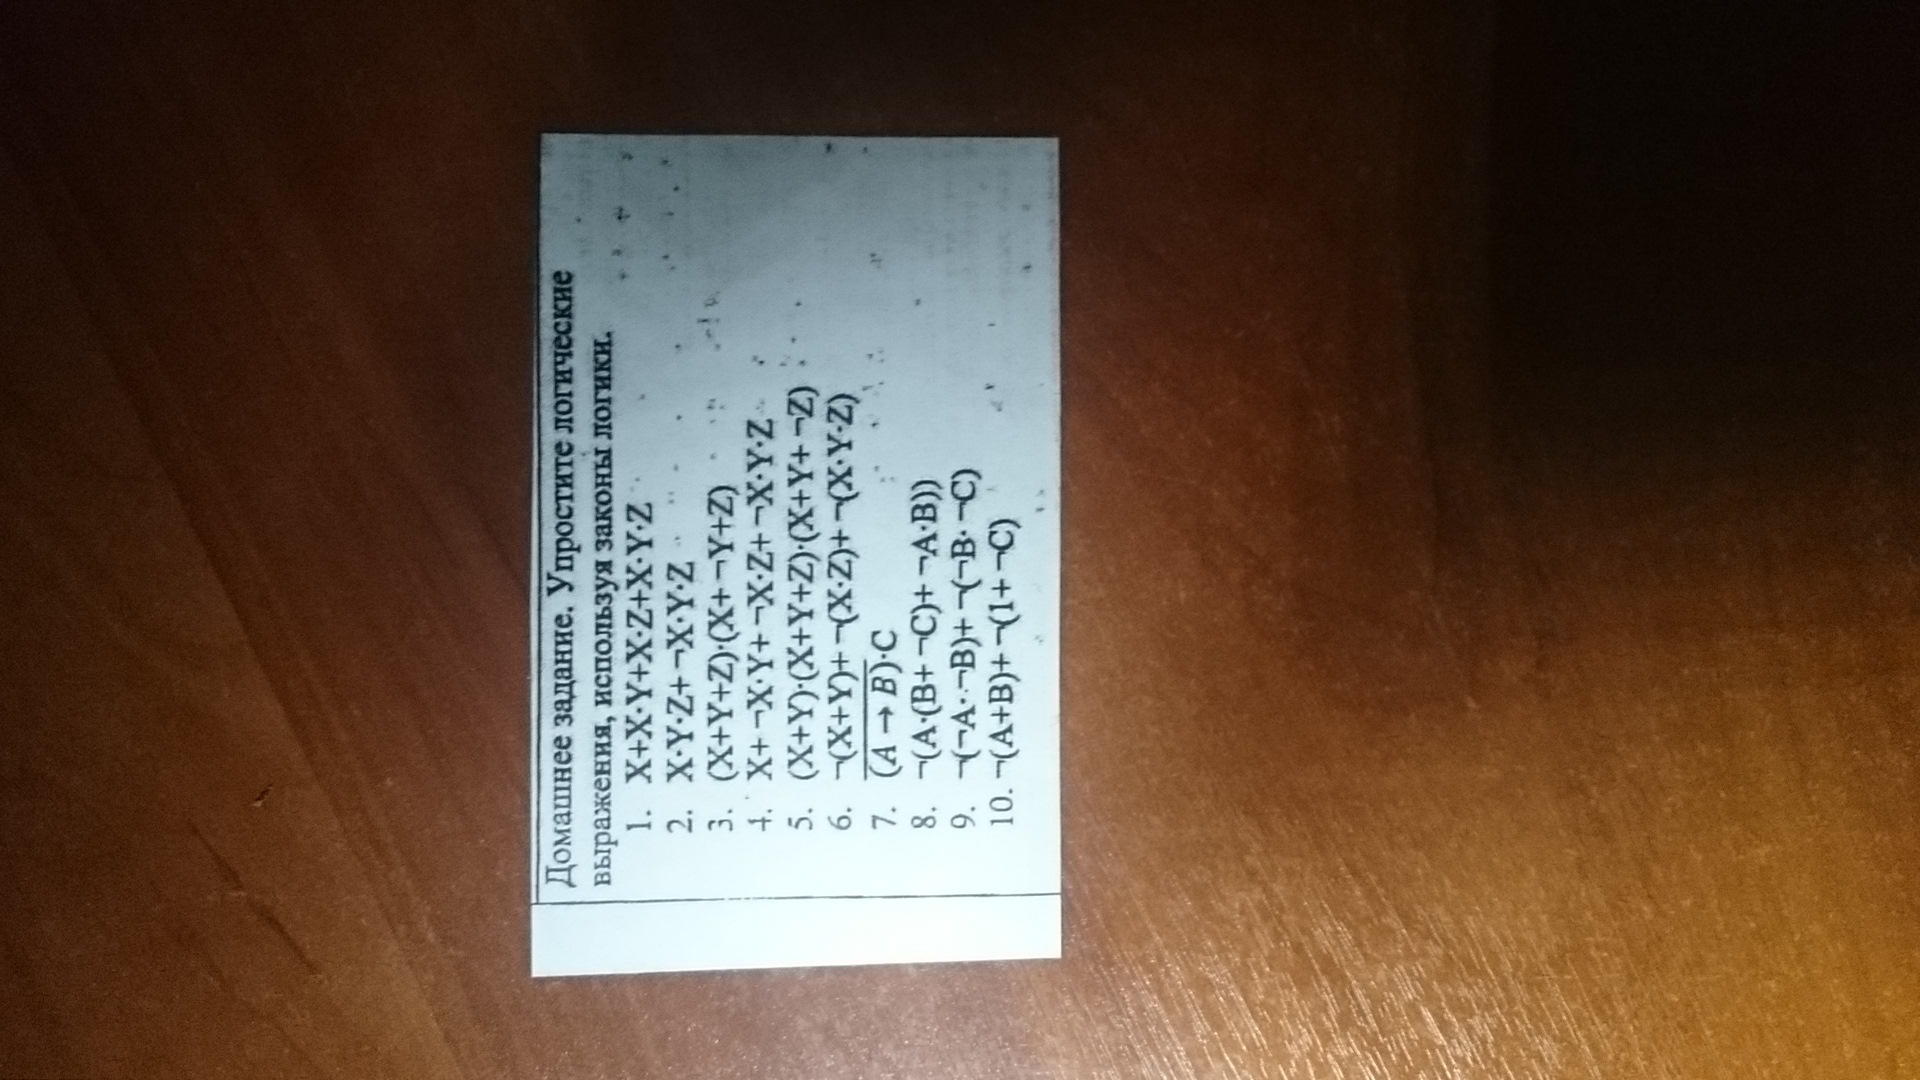 Домашнее задание. Упростите логические
выражения, используя законы логики.
1. X+X·Y+X·Z+X·Y·Z
2. X·Y·Z+ ¬X·Y·Z
3. (X+Y+Z)·(X+ ¬Y+Z)
4. X+ ¬X·Y+ ¬X·Z+ ¬X·Y·Z
5. (X+Y)·(X+Y+Z)·(X+Y+ ¬Z)
6. ¬(X+Y)+ ¬(X·Z)+ ¬(X·Y·Z)
7. (A̅ ̅→̅ ̅B̅)·C
8. ¬(A·(B+ ¬C)+ ¬A·B))
9. ¬(¬A·¬B)+ ¬(¬B· ¬C)
10. ¬(A+B)+ ¬(1+ ¬C)